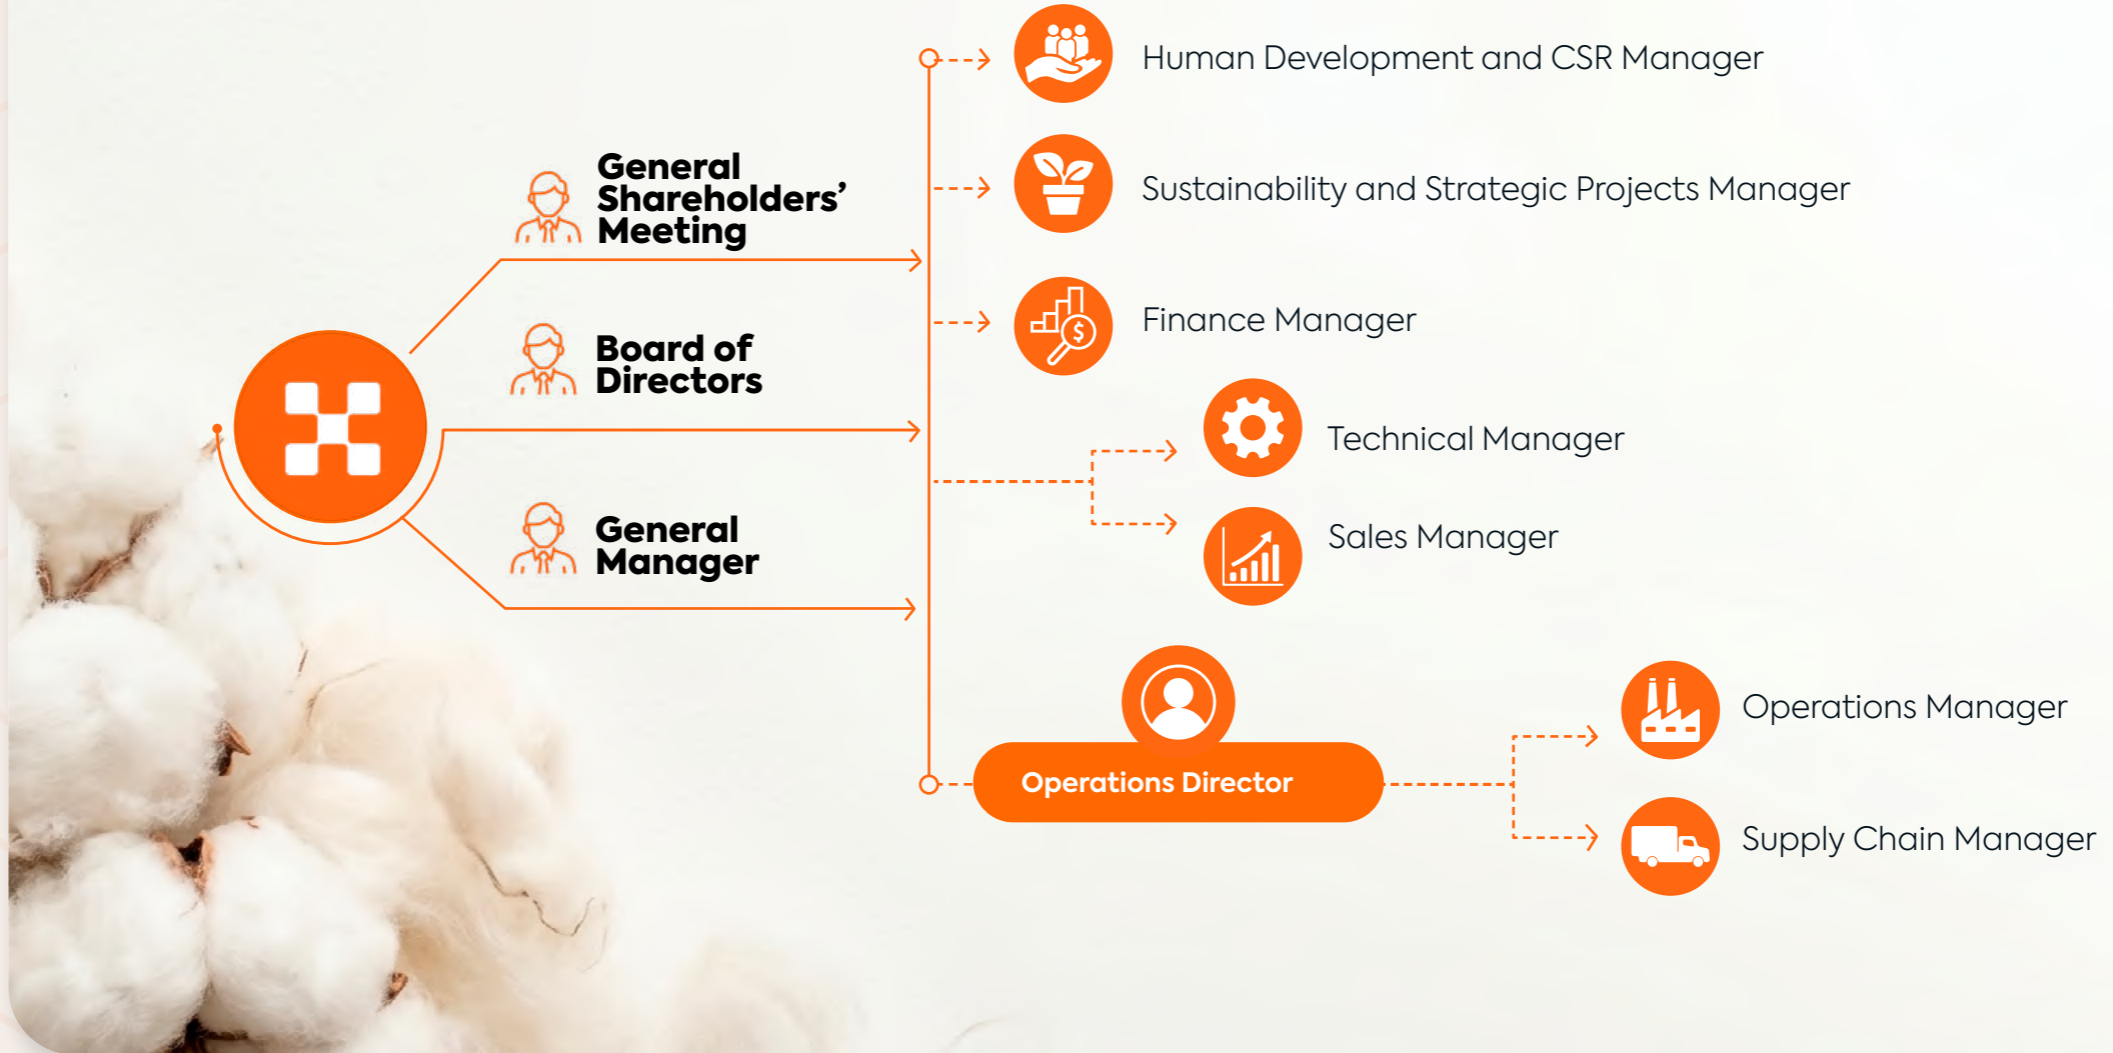 General
Shareholders’
Meeting
Board of
Directors
General
Manager
Human Development and CSR Manager
Sustainability and Strategic Projects Manager
Finance Manager
Technical Manager
Sales Manager
Operations Director
Operations Manager
Supply Chain Manager